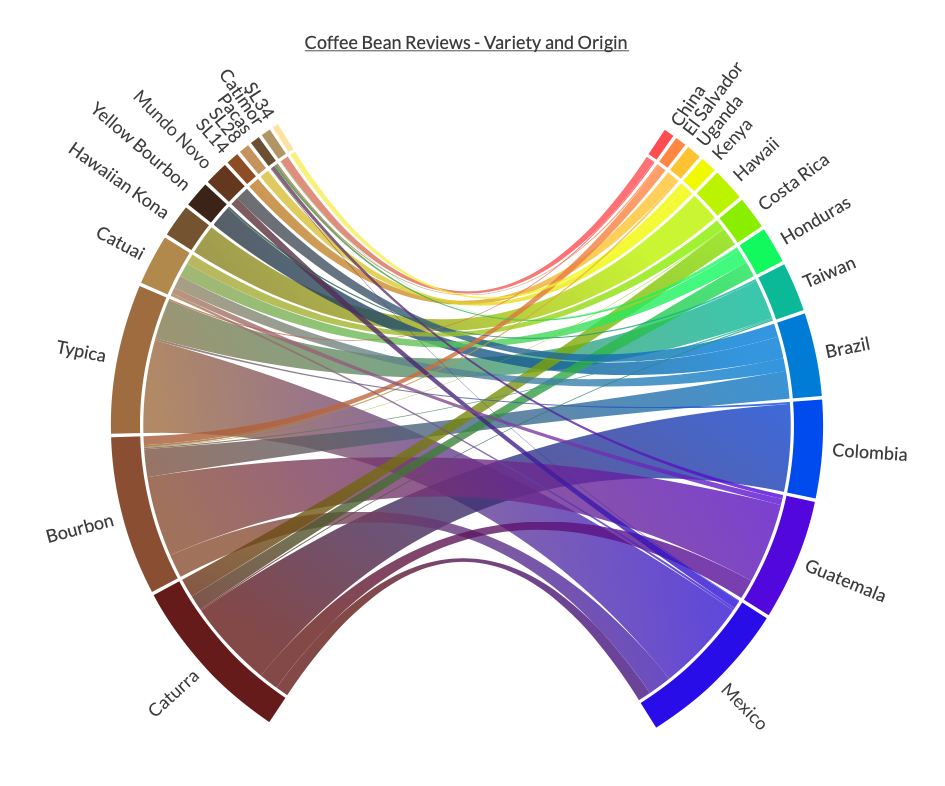 Coffee Bean Reviews - Variety and Origin
SL34
Catimor
Pacas
SL28
SL14
Mundo Novo
Yellow Bourbon
Hawaiian Kona
Catuai
Typica
Bourbon
Caturra
China
El Salvador
Uganda
Kenya
Hawaii
Costa Rica
Honduras
Taiwan
Brazil
Colombia
Guatemala
Mexico